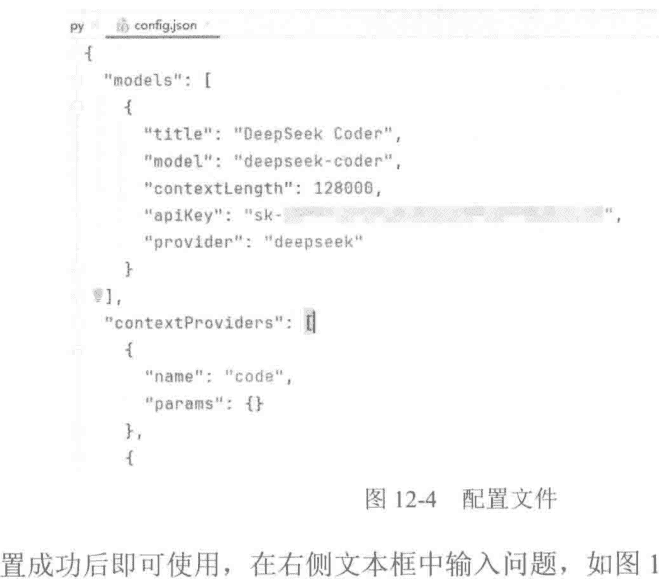 py config.json
{
"models": [
{
"title": "DeepSeek Coder",
"model": "deepseek-coder",
"contextLength": 128000,
"apiKey": "sk-",
"provider": "deepseek"
}
],
"contextProviders": [
{
"name": "code",
"params": {}
},
{
图 12-4 配置文件
置成功后即可使用，在右侧文本框中输入问题，如图 1